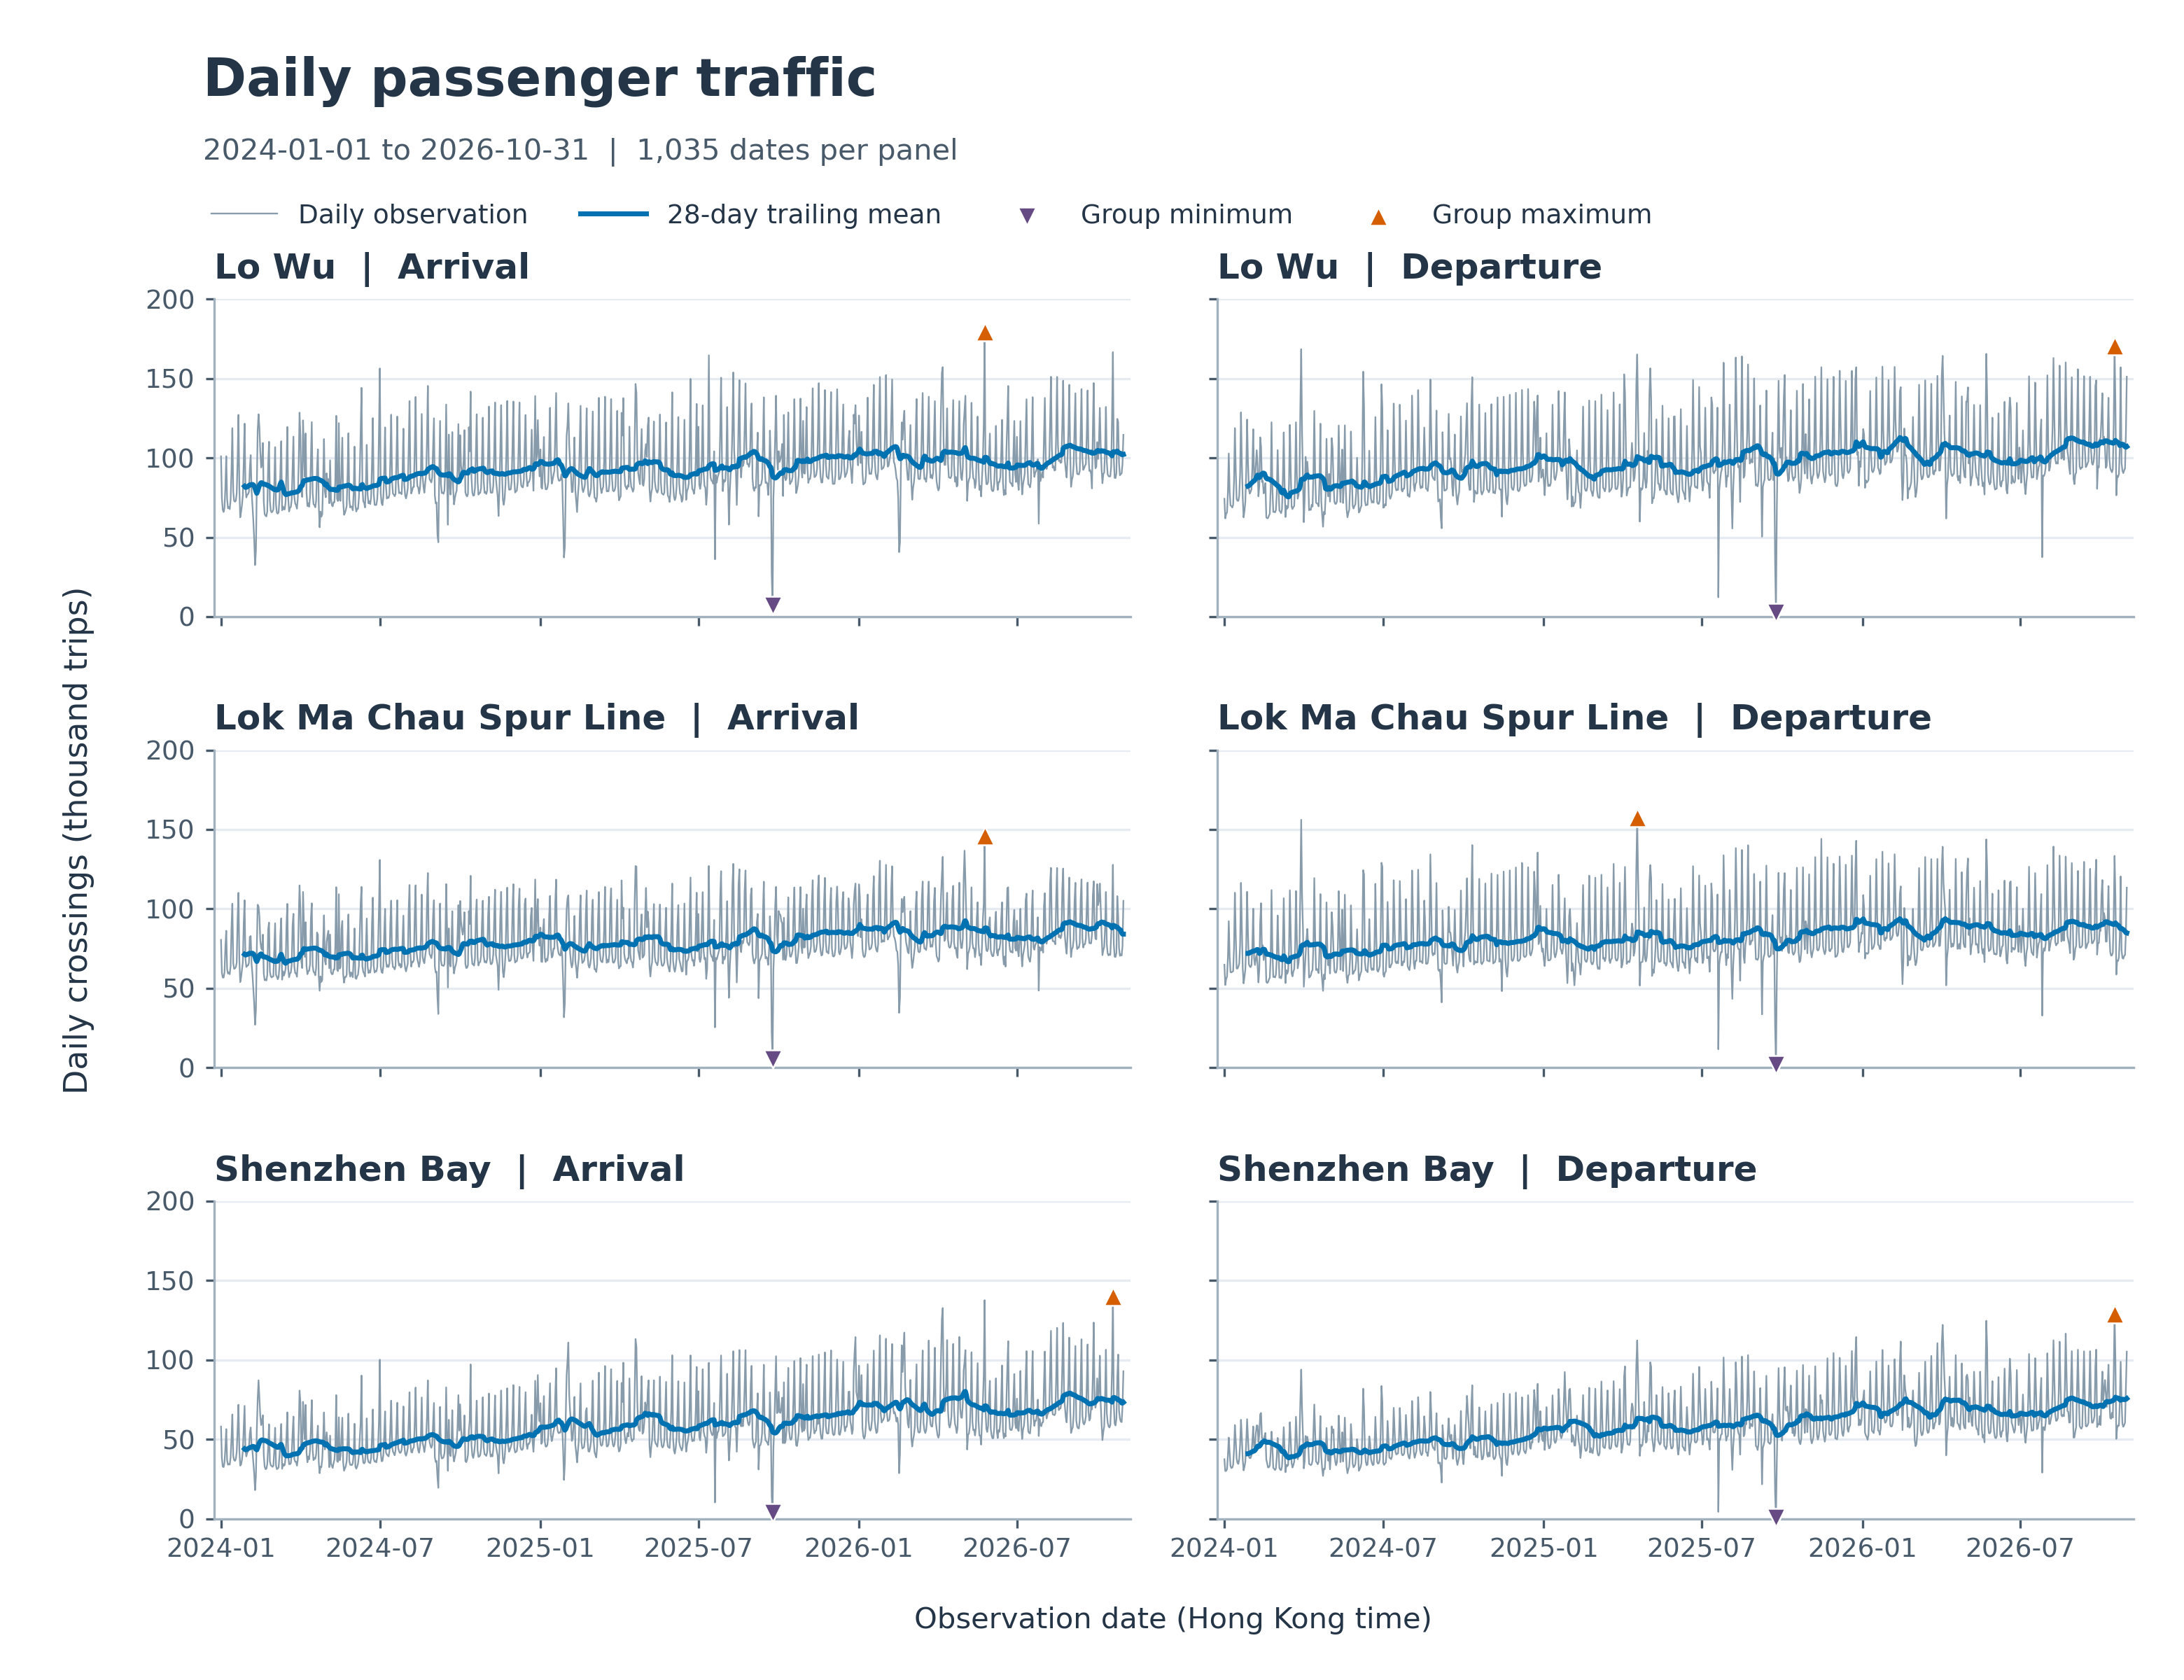 Daily passenger traffic
2024-01-01 to 2026-10-31 | 1,035 dates per panel
Daily observation 28-day trailing mean Group minimum Group maximum
Lo Wu | Arrival
Lo Wu | Departure
200
150
100
50
0
Daily crossings (thousand trips)
Lok Ma Chau Spur Line | Arrival
Lok Ma Chau Spur Line | Departure
200
150
100
50
0
Shenzhen Bay | Arrival
Shenzhen Bay | Departure
200
150
100
50
0
2024-01 2024-07 2025-01 2025-07 2026-01 2026-07
2024-01 2024-07 2025-01 2025-07 2026-01 2026-07
Observation date (Hong Kong time)